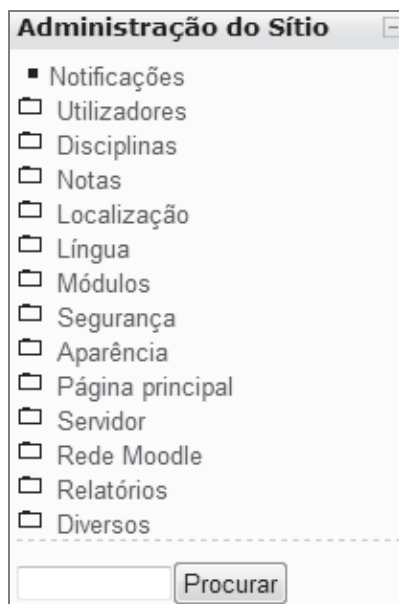 Administração do Sítio
Notificações
Utilizadores
Disciplinas
Notas
Localização
Língua
Módulos
Segurança
Aparência
Página principal
Servidor
Rede Moodle
Relatórios
Diversos
Procurar